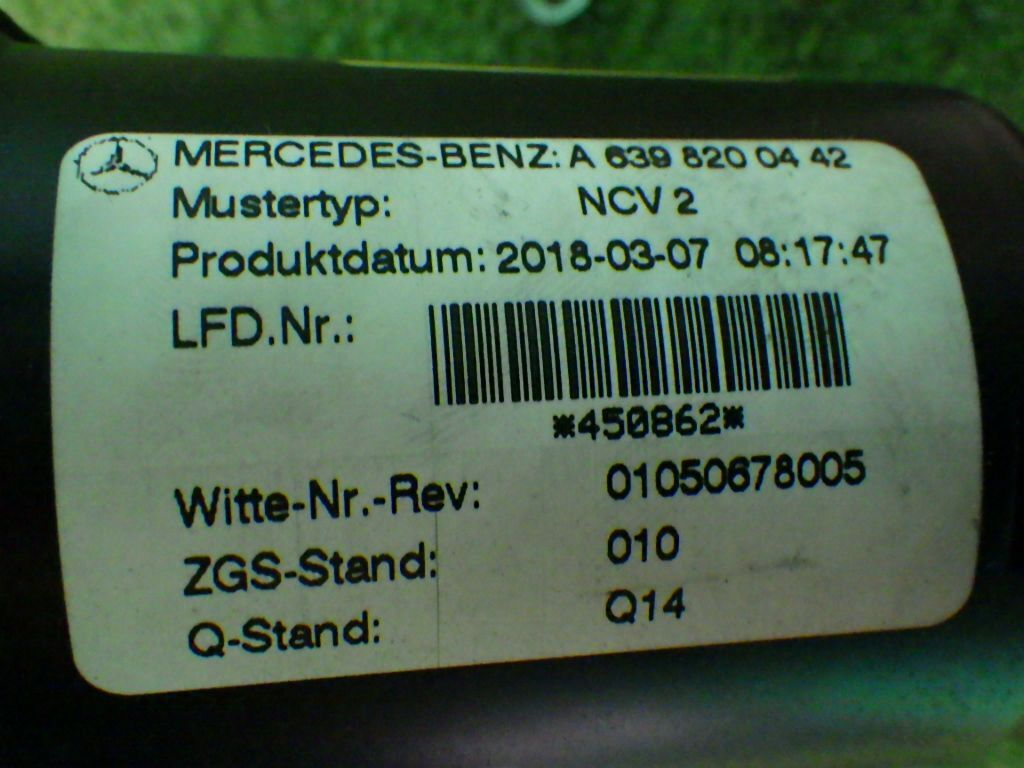 MERCEDES-BENZ: A 639 820 04 42
Mustertyp: NCV 2
Produktdatum: 2018-03-07 08:17:47
LFD.Nr.:
*450862*
Witte-Nr.-Rev: 01050678005
ZGS-Stand: 010
Q-Stand: Q14